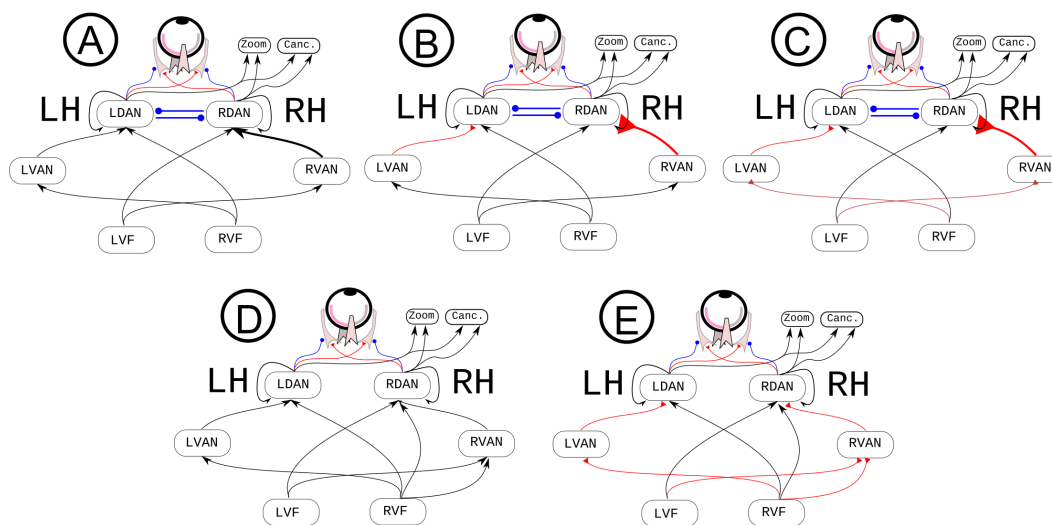 A
Zoom
Canc.
LH
LDAN
RDAN
RH
LVAN
RVAN
LVF
RVF
B
Zoom
Canc.
LH
LDAN
RDAN
RH
LVAN
RVAN
LVF
RVF
C
Zoom
Canc.
LH
LDAN
RDAN
RH
LVAN
RVAN
LVF
RVF
D
Zoom
Canc.
LH
LDAN
RDAN
RH
LVAN
RVAN
LVF
RVF
E
Zoom
Canc.
LH
LDAN
RDAN
RH
LVAN
RVAN
LVF
RVF